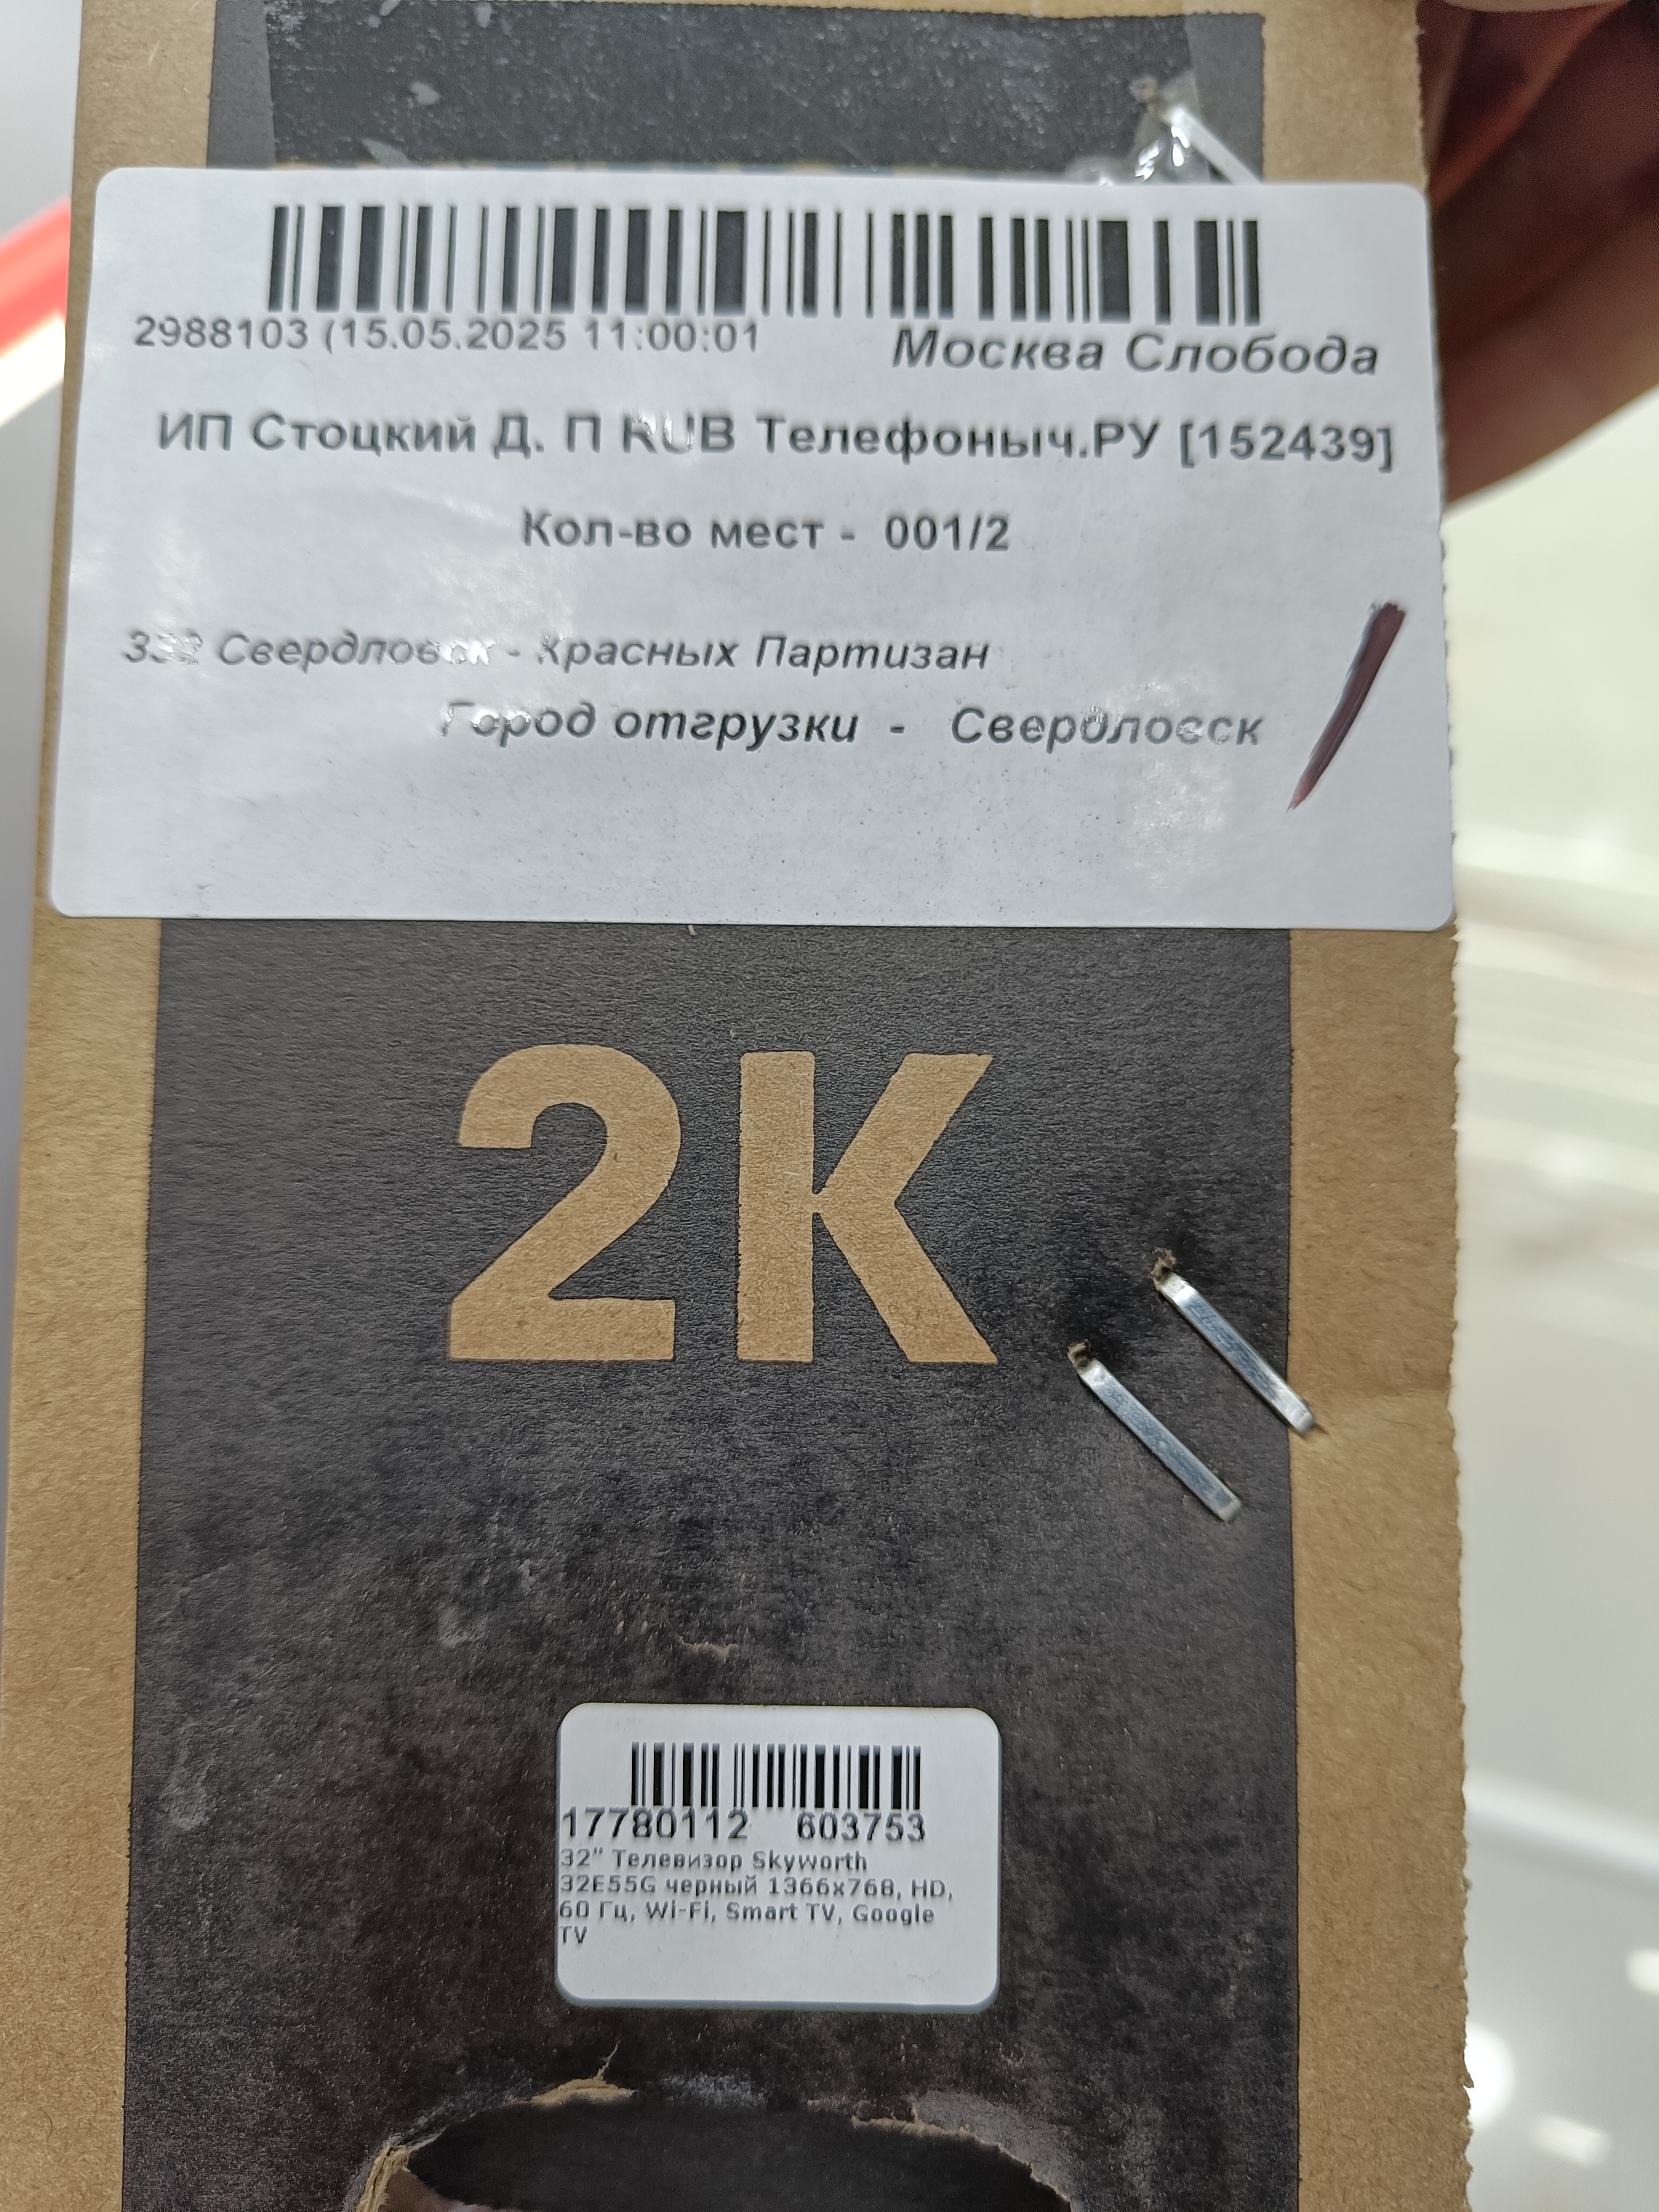 2988103 (15.05.2025 11:00:01
Москва Слобода
ИП Стоцкий Д. П RUB Телефоныч.РУ [152439]
Кол-во мест - 001/2
332 Свердловск - Красных Партизан
Город отгрузки - Свердловск
2K
17780112 603753
32" Телевизор Skyworth
32E55G черный 1366x768, HD,
60 Гц, Wi-Fi, Smart TV, Google
TV